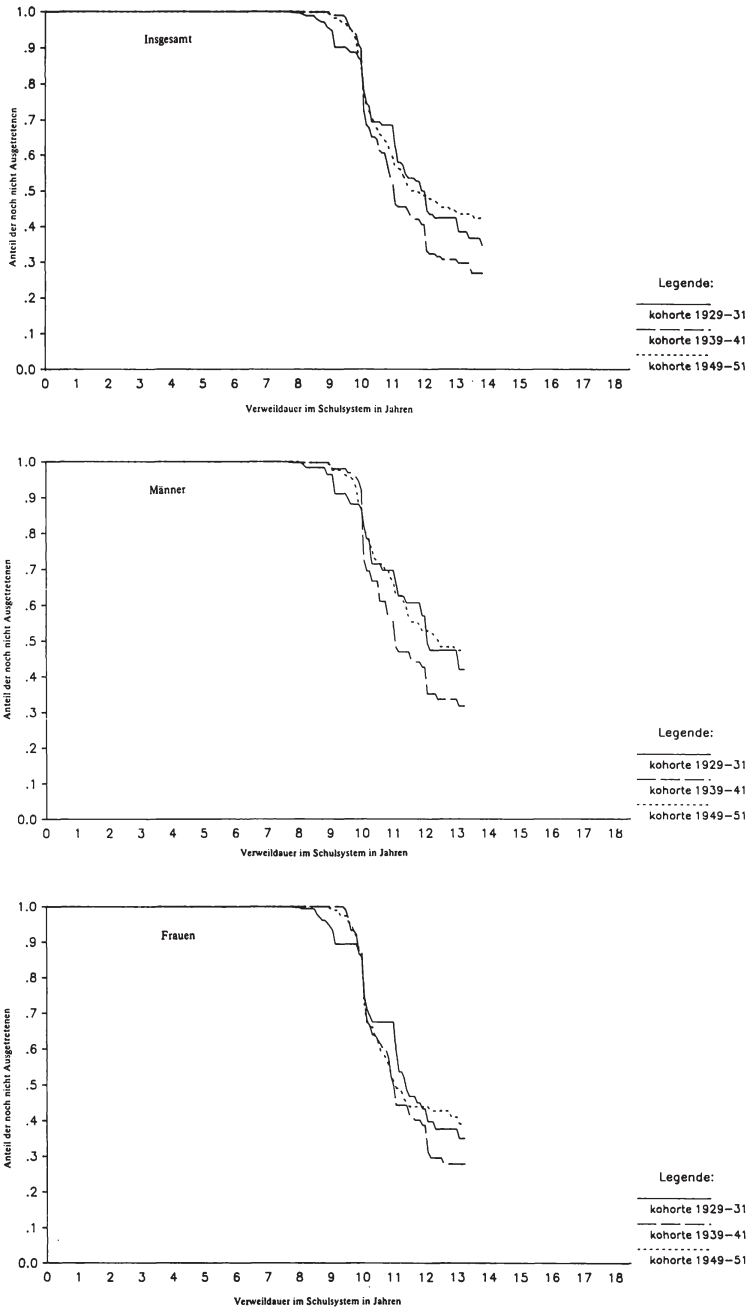 Insgesamt
Anteil der noch nicht Ausgetretenen
1.0
.9
.8
.7
.6
.5
.4
.3
.2
.1
0.0
0 1 2 3 4 5 6 7 8 9 10 11 12 13 14 15 16 17 18
Verweildauer im Schulsystem in Jahren
Legende:
kohorte 1929-31
kohorte 1939-41
kohorte 1949-51
Männer
Anteil der noch nicht Ausgetretenen
1.0
.9
.8
.7
.6
.5
.4
.3
.2
.1
0.0
0 1 2 3 4 5 6 7 8 9 10 11 12 13 14 15 16 17 18
Verweildauer im Schulsystem in Jahren
Legende:
kohorte 1929-31
kohorte 1939-41
kohorte 1949-51
Frauen
Anteil der noch nicht Ausgetretenen
1.0
.9
.8
.7
.6
.5
.4
.3
.2
.1
0.0
0 1 2 3 4 5 6 7 8 9 10 11 12 13 14 15 16 17 18
Verweildauer im Schulsystem in Jahren
Legende:
kohorte 1929-31
kohorte 1939-41
kohorte 1949-51